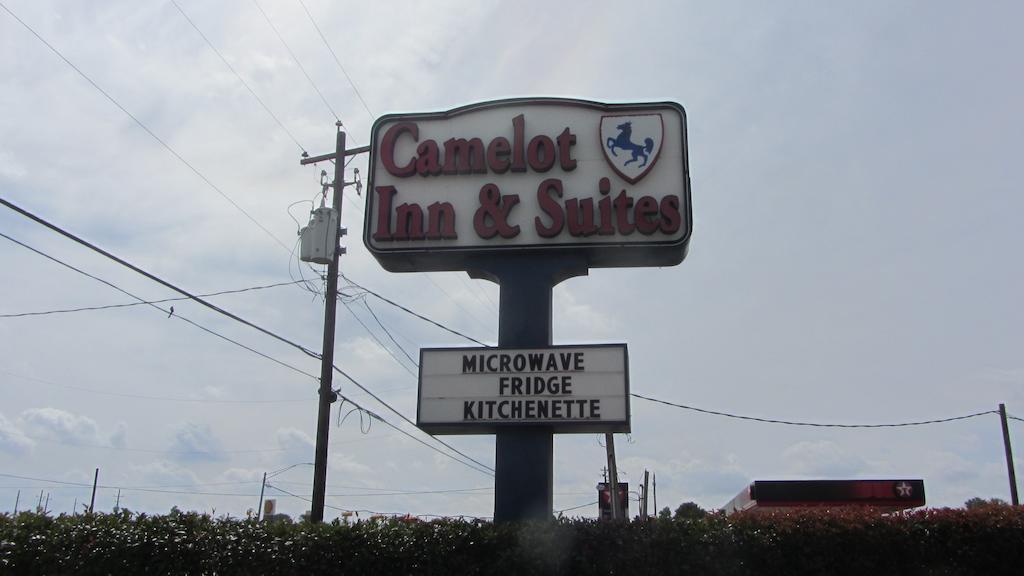 Camelot
Inn & Suites
MICROWAVE
FRIDGE
KITCHENETTE